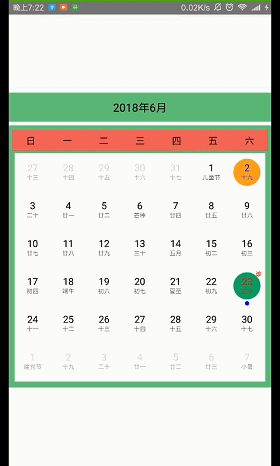 晚上7:22
0.02K/s
2018年6月
日 一 二 三 四 五 六
27 28 29 30 31 1 2
十三 十四 十五 十六 十七 儿童节 十九
3 4 5 6 7 8 9
二十 廿一 廿二 芒种 廿四 廿五 廿六
10 11 12 13 14 15 16
廿七 廿八 廿九 三十 五月 初二 初三
17 18 19 20 21 22 23
初四 端午 初六 初七 夏至 初九
24 25 26 27 28 29 30
十一 十二 十三 十四 十五 十六 十七
1 2 3 4 5 6 7
建党节 十九 二十 廿一 廿二 廿三 小暑